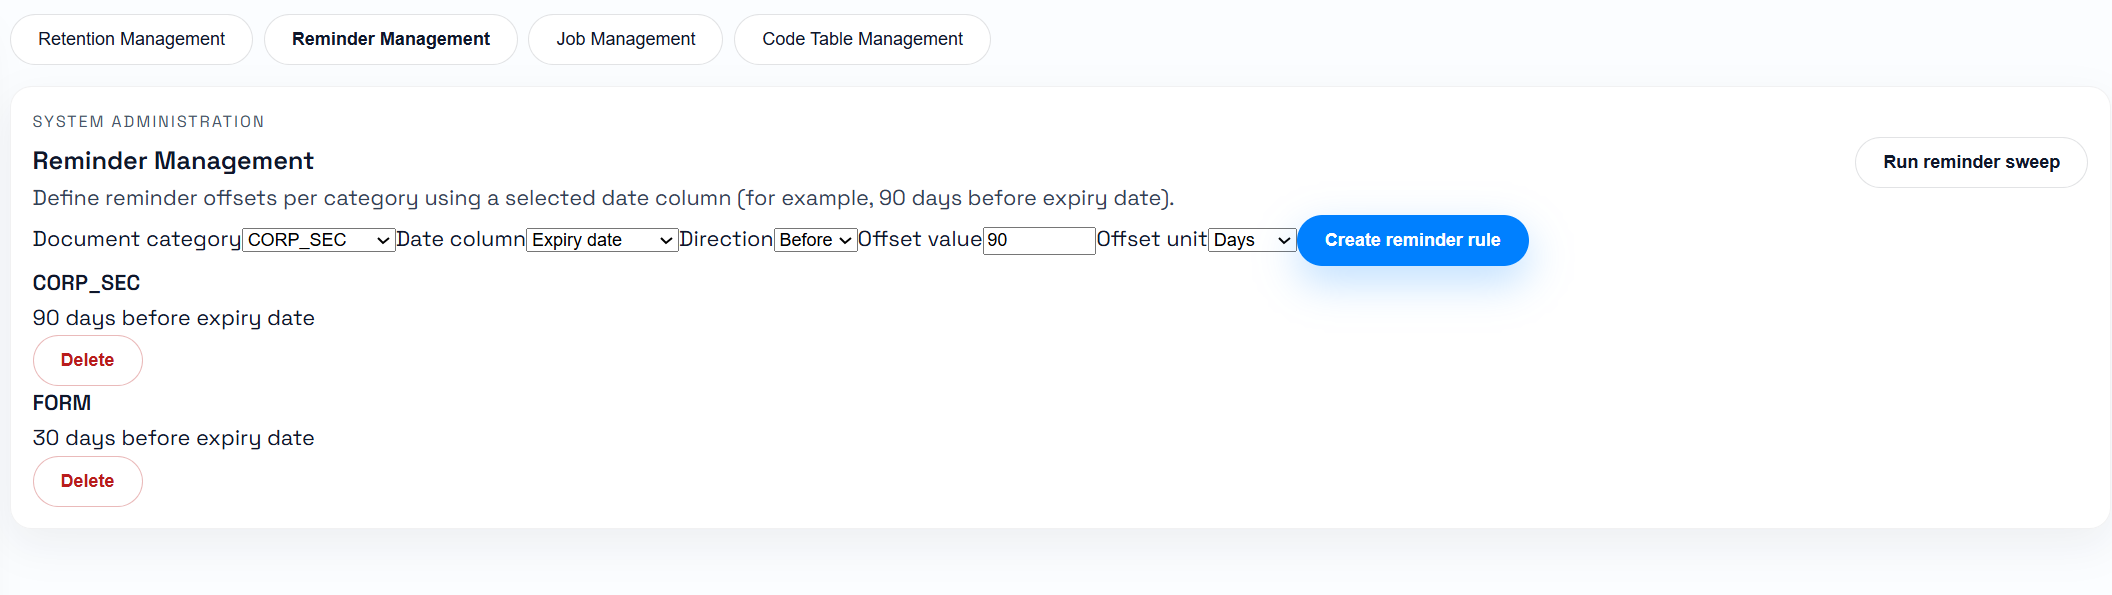 Retention Management Reminder Management Job Management Code Table Management
SYSTEM ADMINISTRATION
Reminder Management
Run reminder sweep
Define reminder offsets per category using a selected date column (for example, 90 days before expiry date).
Document category CORP_SEC Date column Expiry date Direction Before Offset value 90 Offset unit Days Create reminder rule
CORP_SEC
90 days before expiry date
Delete
FORM
30 days before expiry date
Delete